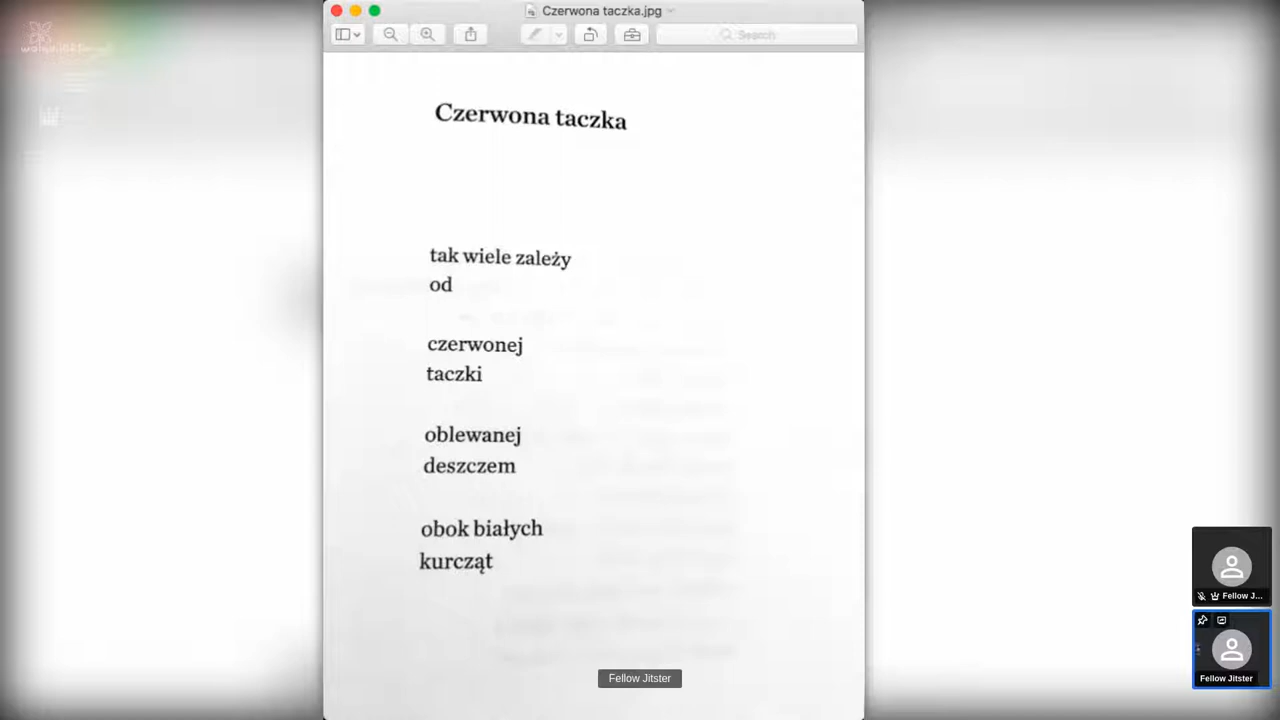 Czerwona taczka.jpg
Search
Czerwona taczka
tak wiele zależy
od
czerwonej
taczki
oblewanej
deszczem
obok białych
kurcząt
Fellow J...
Fellow Jitster
Fellow Jitster